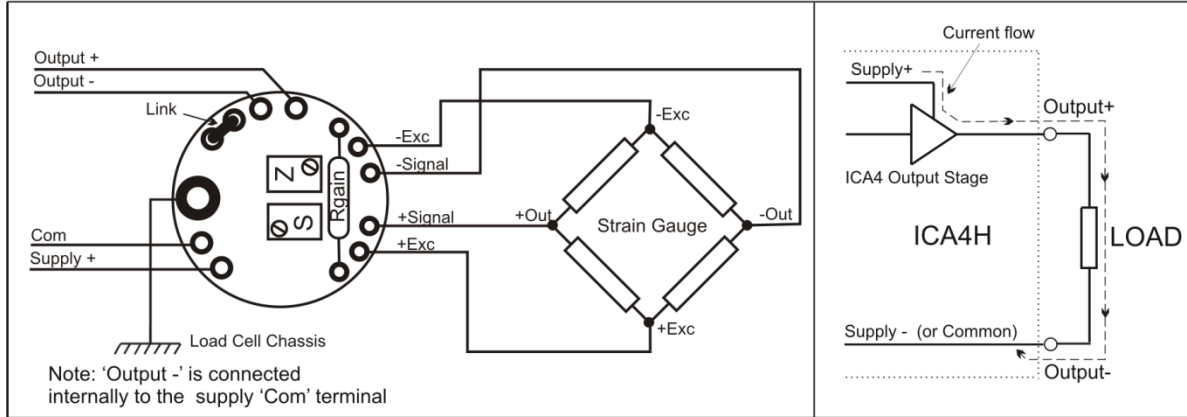 Output +
Output -
Link
-Exc
-Signal
Z
Rgain
S
+Signal
+Exc
Com
Supply +
Load Cell Chassis
Note: ‘Output -’ is connected
internally to the supply ‘Com’ terminal
-Exc
+Out
Strain Gauge
-Out
+Exc
Current flow
Supply+
Output+
ICA4 Output Stage
ICA4H
LOAD
Supply - (or Common)
Output-